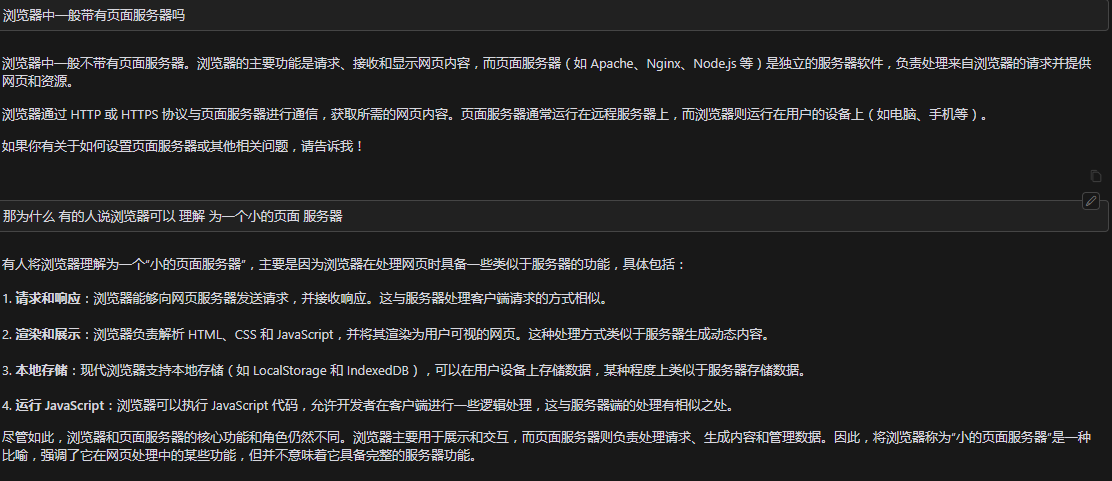 浏览器中一般带有页面服务器吗
浏览器中一般不带有页面服务器。浏览器的主要功能是请求、接收和显示网页内容，而页面服务器（如 Apache、Nginx、Node.js 等）是独立的服务器软件，负责处理来自浏览器的请求并提供
网页和资源。
浏览器通过 HTTP 或 HTTPS 协议与页面服务器进行通信，获取所需的网页内容。页面服务器通常运行在远程服务器上，而浏览器则运行在用户的设备上（如电脑、手机等）。
如果你有关于如何设置页面服务器或其他相关问题，请告诉我！
那为什么 有的人说浏览器可以 理解 为一个小的页面 服务器
有人将浏览器理解为一个“小的页面服务器”，主要是因为浏览器在处理网页时具备一些类似于服务器的功能，具体包括：
1. 请求和响应：浏览器能够向网页服务器发送请求，并接收响应。这与服务器处理客户端请求的方式相似。
2. 渲染和展示：浏览器负责解析 HTML、CSS 和 JavaScript，并将其渲染为用户可视的网页。这种处理方式类似于服务器生成动态内容。
3. 本地存储：现代浏览器支持本地存储（如 LocalStorage 和 IndexedDB），可以在用户设备上存储数据，某种程度上类似于服务器存储数据。
4. 运行 JavaScript：浏览器可以执行 JavaScript 代码，允许开发者在客户端进行一些逻辑处理，这与服务器端的处理有相似之处。
尽管如此，浏览器和页面服务器的核心功能和角色仍然不同。浏览器主要用于展示和交互，而页面服务器则负责处理请求、生成内容和管理数据。因此，将浏览器称为“小的页面服务器”是一种
比喻，强调了它在网页处理中的某些功能，但并不意味着它具备完整的服务器功能。